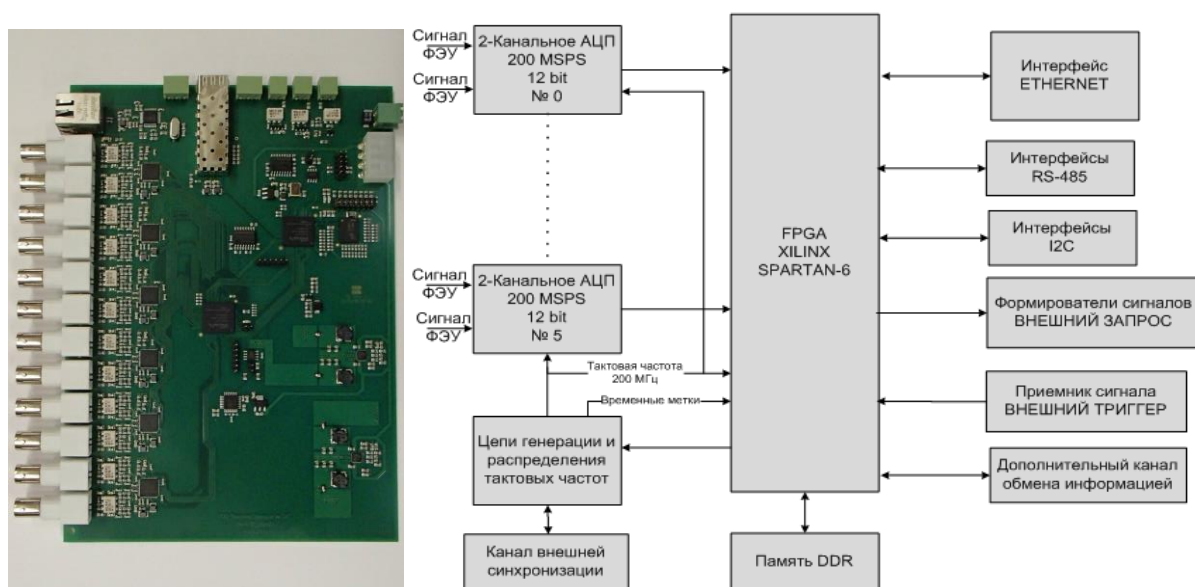 Сигнал
ФЭУ
Сигнал
ФЭУ
2-Канальное АЦП
200 MSPS
12 bit
№ 0
Сигнал
ФЭУ
Сигнал
ФЭУ
2-Канальное АЦП
200 MSPS
12 bit
№ 5
Тактовая частота
200 МГц
Временные метки
Цепи генерации и
распределения
тактовых частот
Канал внешней
синхронизации
FPGA
XILINX
SPARTAN-6
Память DDR
Интерфейс
ETHERNET
Интерфейсы
RS-485
Интерфейсы
I2C
Формирователи сигналов
ВНЕШНИЙ ЗАПРОС
Приемник сигнала
ВНЕШНИЙ ТРИГГЕР
Дополнительный канал
обмена информацией